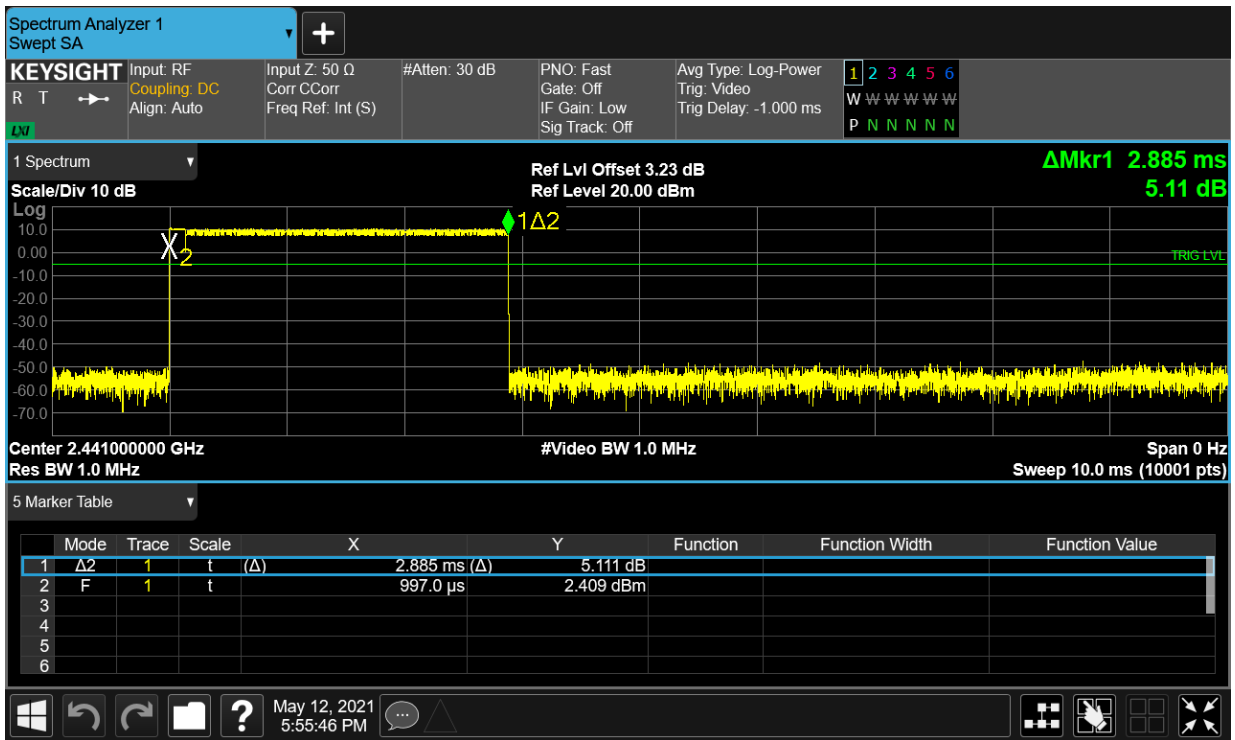 Spectrum Analyzer 1
Swept SA
KEYSIGHT
R T
LXI
Input: RF
Coupling: DC
Align: Auto
Input Z: 50 Ω
Corr CCorr
Freq Ref: Int (S)
#Atten: 30 dB
PNO: Fast
Gate: Off
IF Gain: Low
Sig Track: Off
Avg Type: Log-Power
Trig: Video
Trig Delay: -1.000 ms
1 2 3 4 5 6
W W W W W W
P N N N N N
1 Spectrum
Scale/Div 10 dB
Ref Lvl Offset 3.23 dB
Ref Level 20.00 dBm
ΔMkr1 2.885 ms
5.11 dB
Log
10.0
0.00
-10.0
-20.0
-30.0
-40.0
-50.0
-60.0
-70.0
1Δ2
X2
TRIG LVL
Center 2.441000000 GHz
#Video BW 1.0 MHz
Span 0 Hz
Res BW 1.0 MHz
Sweep 10.0 ms (10001 pts)
5 Marker Table
Mode Trace Scale X Y Function Function Width Function Value
1 Δ2 1 t (Δ) 2.885 ms (Δ) 5.111 dB
2 F 1 t 997.0 µs 2.409 dBm
3
4
5
6
?
May 12, 2021
5:55:46 PM